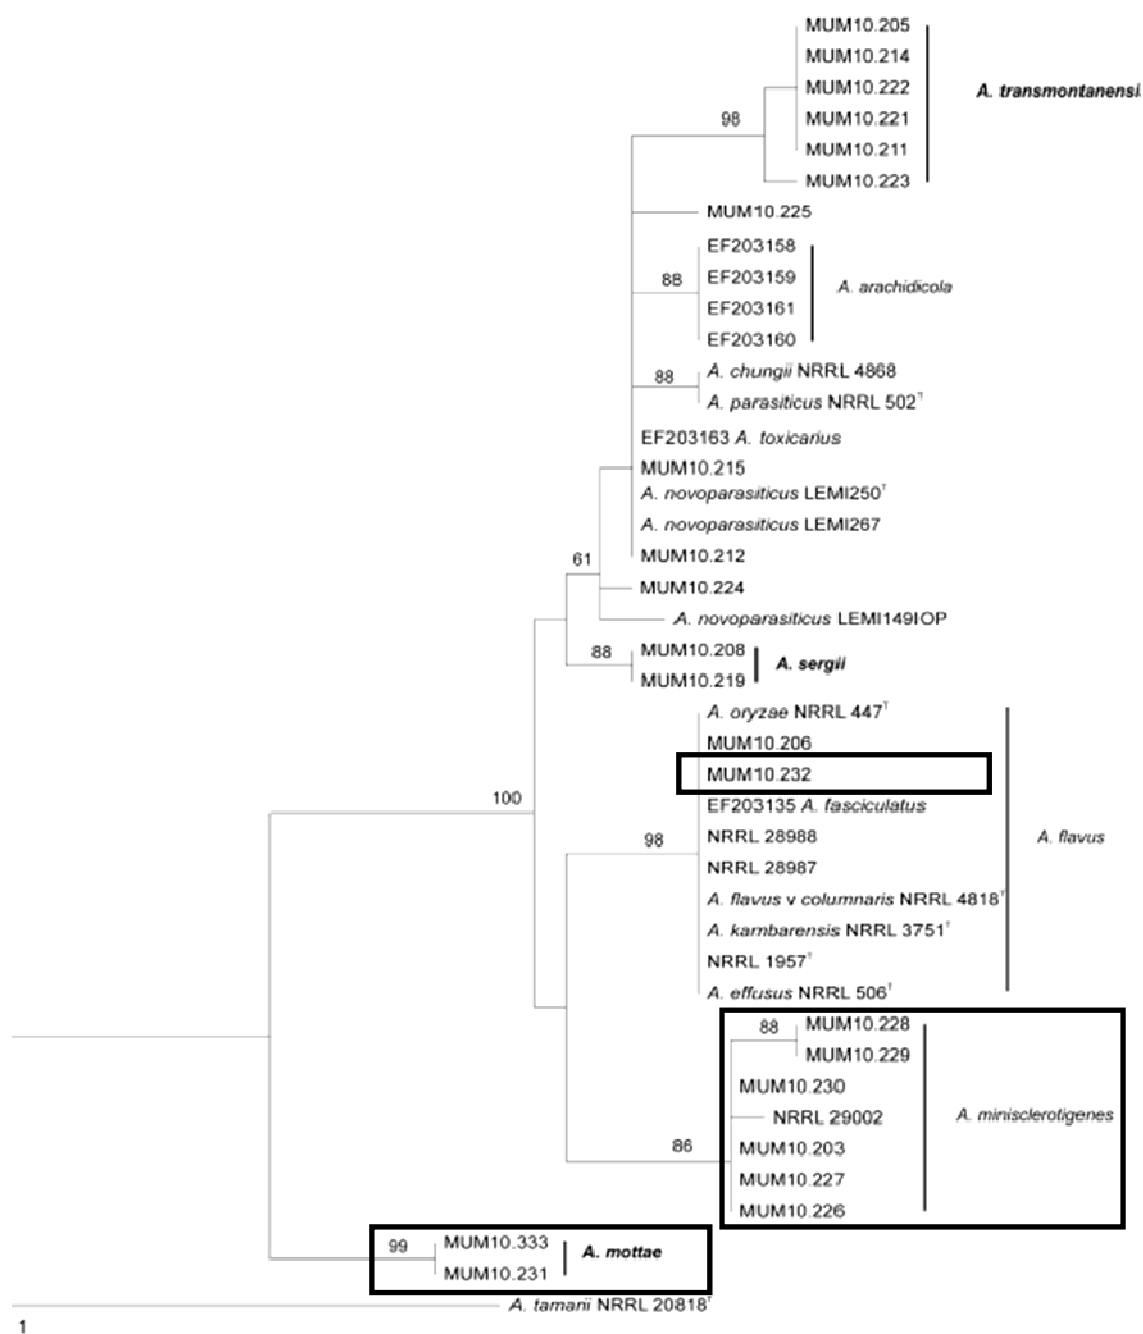 MUM10.205
MUM10.214
MUM10.222
A. transmontanensi
98
MUM10.221
MUM10.211
MUM10.223
MUM10.225
EF203158
88
EF203159
A. arachidicola
EF203161
EF203160
88
A. chungii NRRL 4868
A. parasiticus NRRL 502ᵀ
EF203163 A. toxicarius
MUM10.215
A. novoparasiticus LEMI250ᵀ
A. novoparasiticus LEMI267
61
MUM10.212
MUM10.224
A. novoparasiticus LEMI149IOP
88
MUM10.208
A. sergii
MUM10.219
A. oryzae NRRL 447ᵀ
MUM10.206
MUM10.232
100
EF203135 A. fasciculatus
98
NRRL 28988
A. flavus
NRRL 28987
A. flavus v columnaris NRRL 4818ᵀ
A. kambarensis NRRL 3751ᵀ
NRRL 1957ᵀ
A. effusus NRRL 506ᵀ
88
MUM10.228
MUM10.229
MUM10.230
NRRL 29002
A. minisclerotigenes
86
MUM10.203
MUM10.227
MUM10.226
99
MUM10.333
A. mottae
MUM10.231
A. tamarii NRRL 20818ᵀ
1